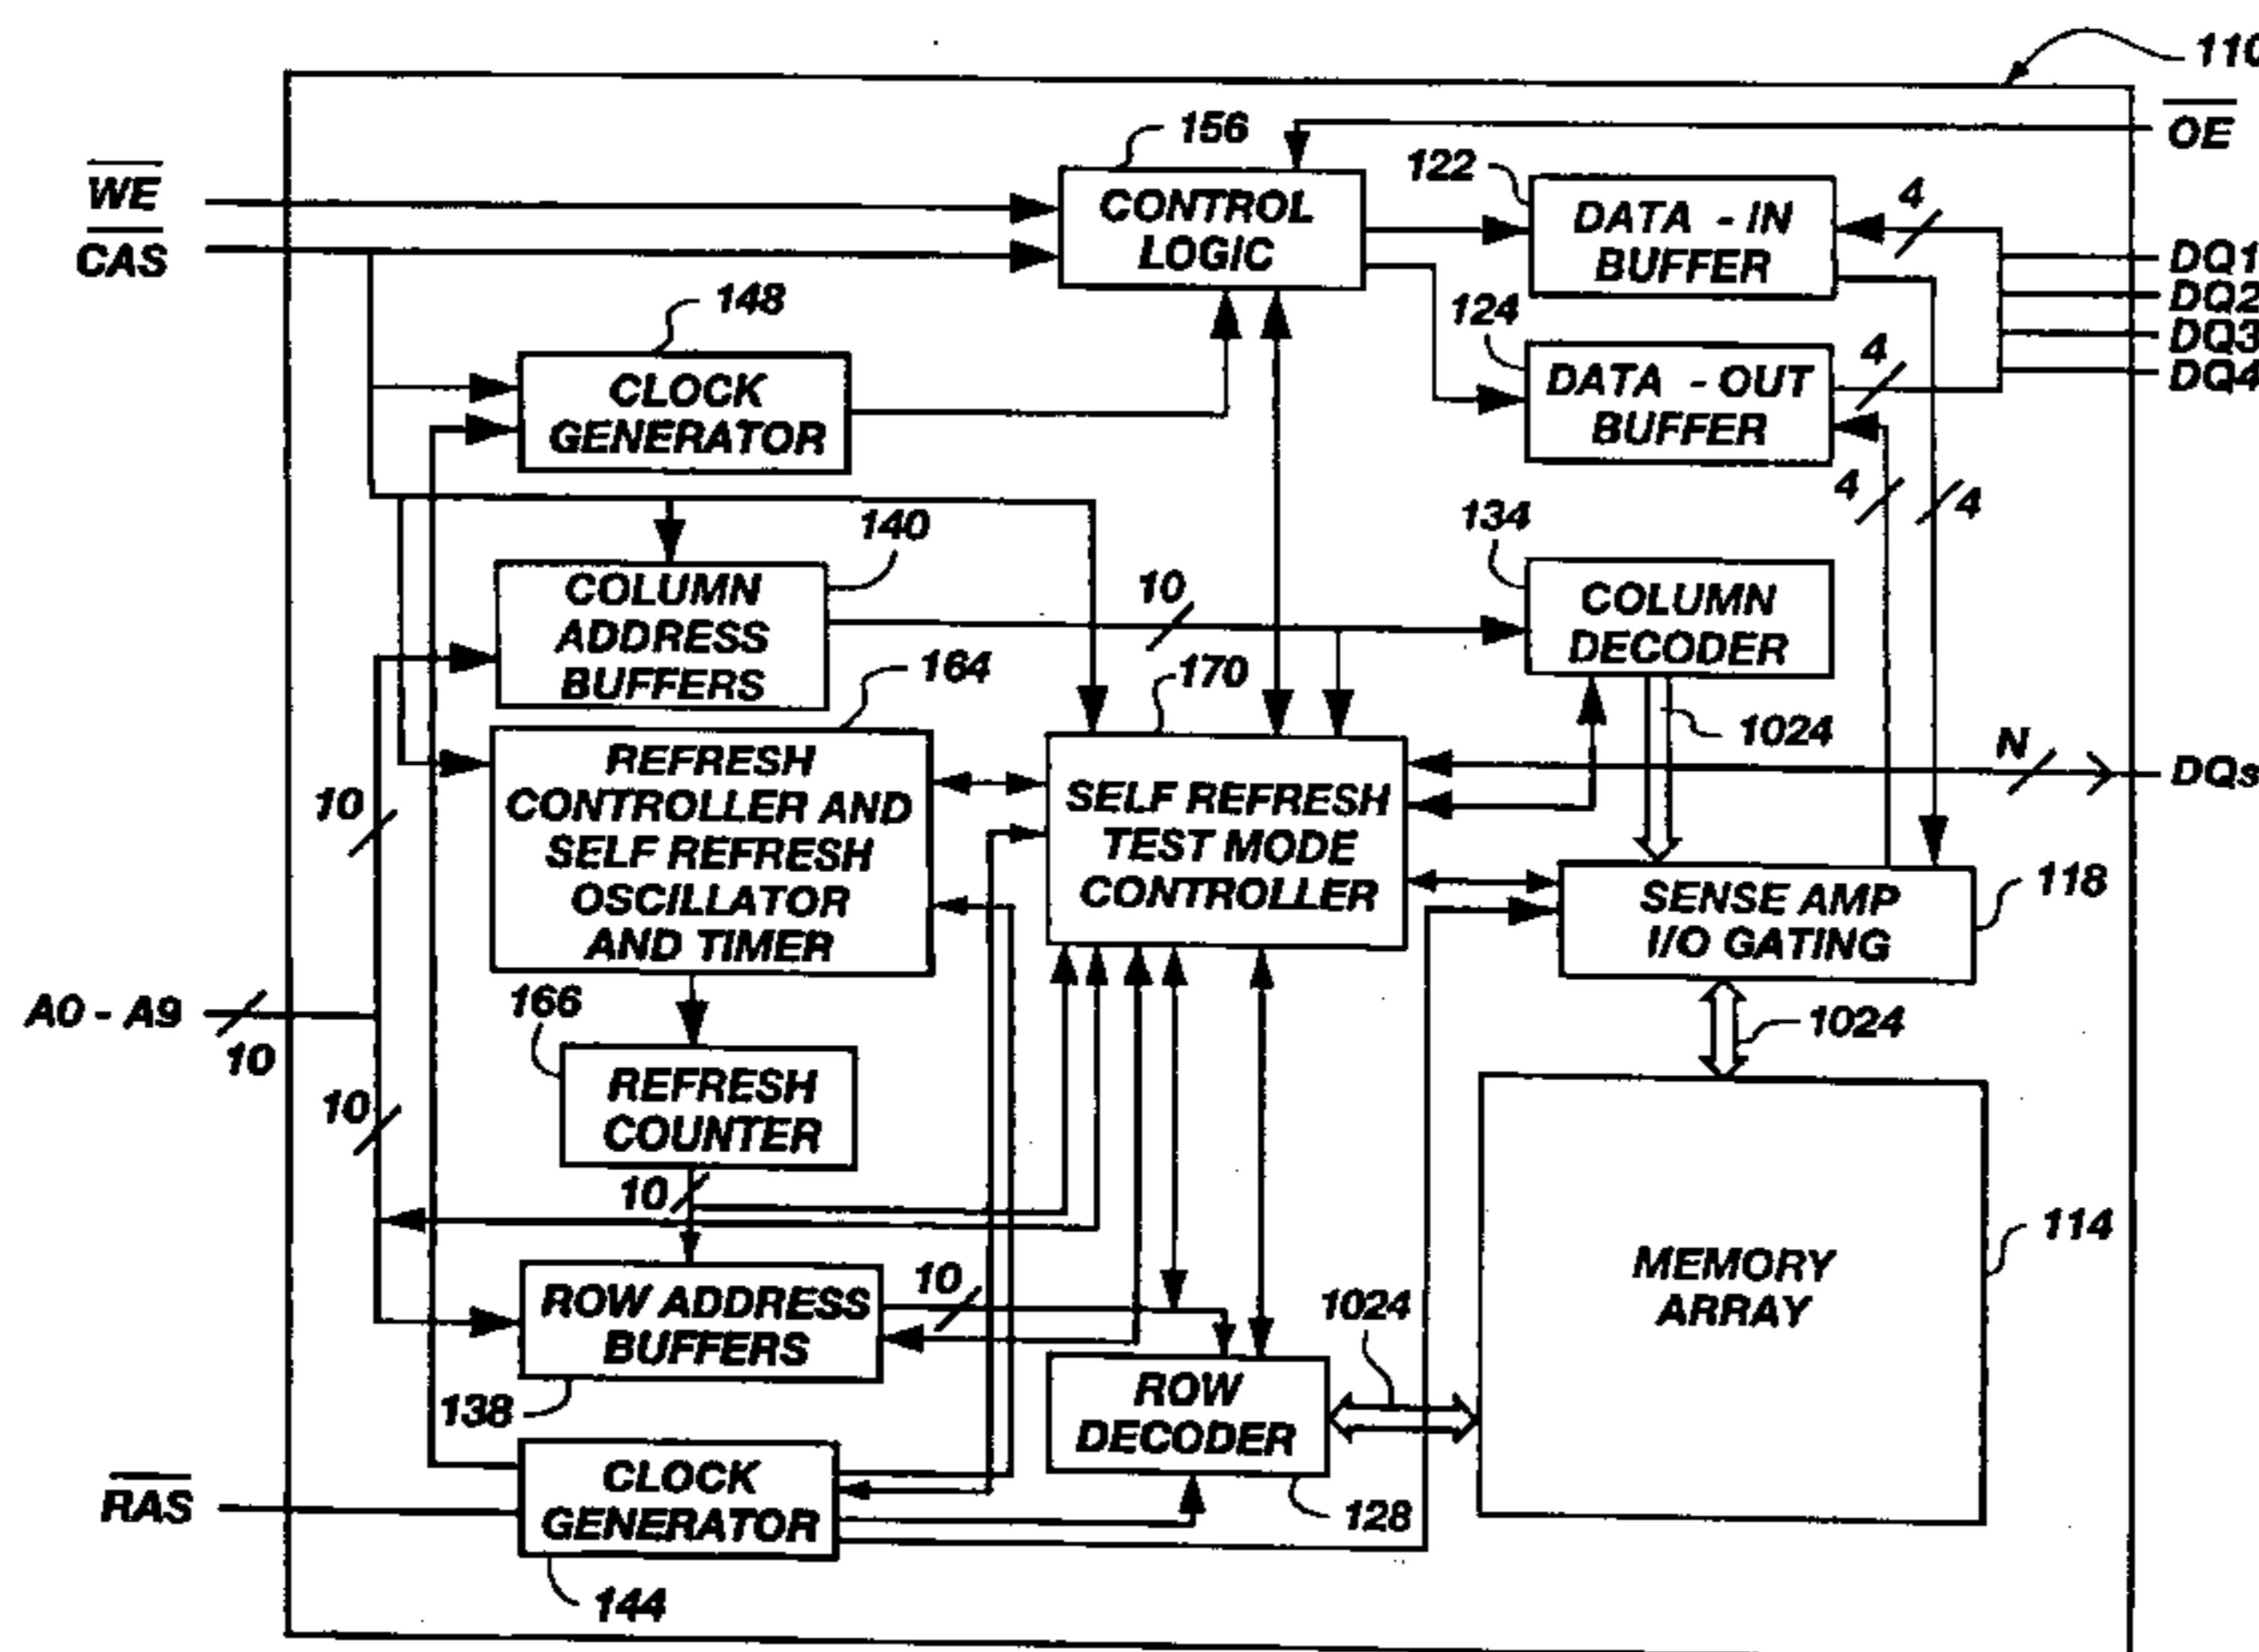 110
OE
156
122
WE
CONTROL
LOGIC
DATA - IN
BUFFER
4
CAS
DQ1
DQ2
DQ3
DQ4
148
124
4
CLOCK
GENERATOR
DATA - OUT
BUFFER
4
4
140
134
COLUMN
ADDRESS
BUFFERS
10
COLUMN
DECODER
164
170
1024
N
DQs
REFRESH
CONTROLLER AND
SELF REFRESH
OSCILLATOR
AND TIMER
10
SELF REFRESH
TEST MODE
CONTROLLER
SENSE AMP
I/O GATING
118
166
A0 - A9
10
1024
REFRESH
COUNTER
10
10
MEMORY
ARRAY
114
ROW ADDRESS
BUFFERS
10
1024
138
ROW
DECODER
RAS
CLOCK
GENERATOR
128
144